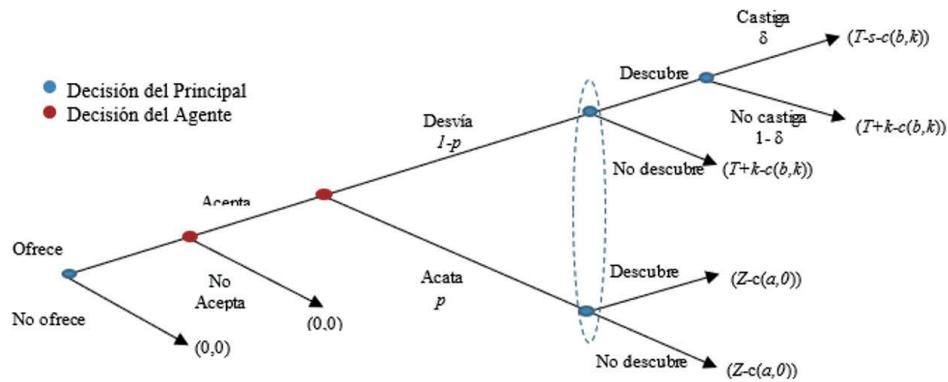 Castiga
δ
(T-s-c(b,k))
Descubre
Decisión del Principal
Decisión del Agente
Desvía
1-p
No castiga
1- δ
(T+k-c(b,k))
No descubre
(T+k-c(b,k))
Acepta
Ofrece
No
Acepta
Acata
p
Descubre
(Z-c(a,0))
No ofrece
(0,0)
(0,0)
No descubre
(Z-c(a,0))